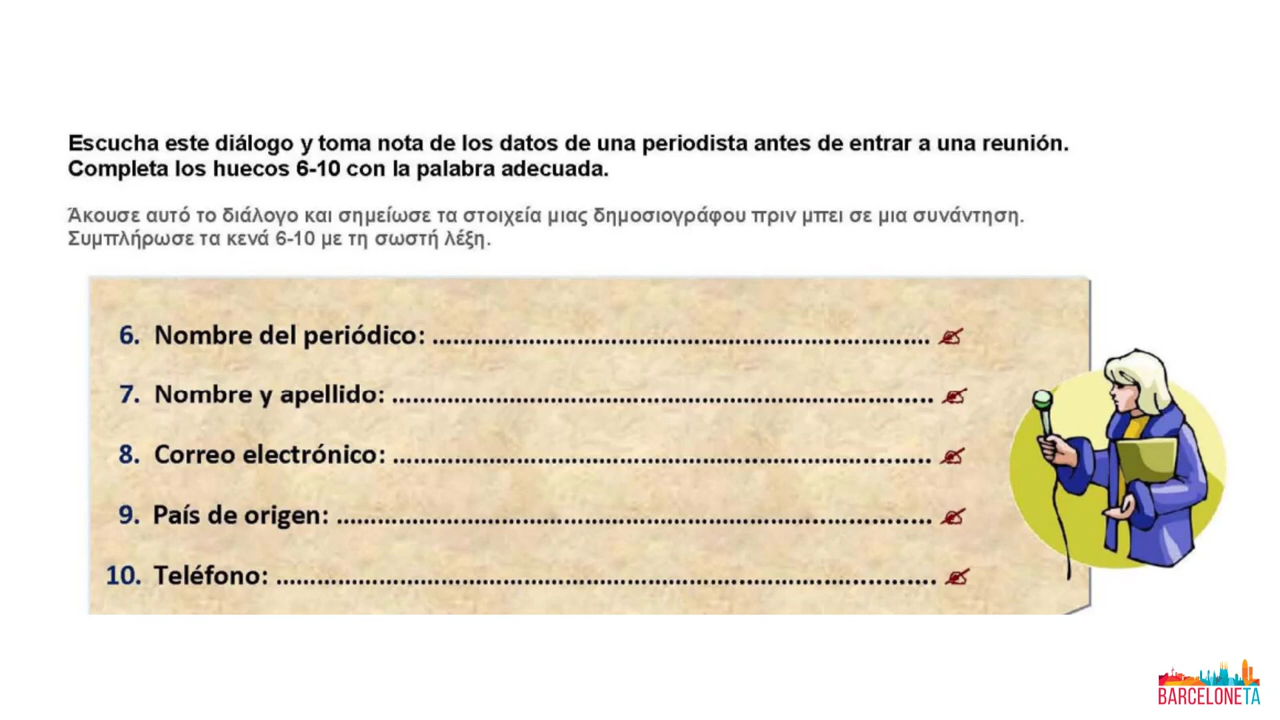 Escucha este diálogo y toma nota de los datos de una periodista antes de entrar a una reunión.
Completa los huecos 6-10 con la palabra adecuada.
Άκουσε αυτό το διάλογο και σημείωσε τα στοιχεία μιας δημοσιογράφου πριν μπει σε μια συνάντηση.
Συμπλήρωσε τα κενά 6-10 με τη σωστή λέξη.
6. Nombre del periódico: ..........................................................................
7. Nombre y apellido: ................................................................................
8. Correo electrónico: ................................................................................
9. País de origen: ........................................................................................
10. Teléfono: .................................................................................................
BARCELONETA